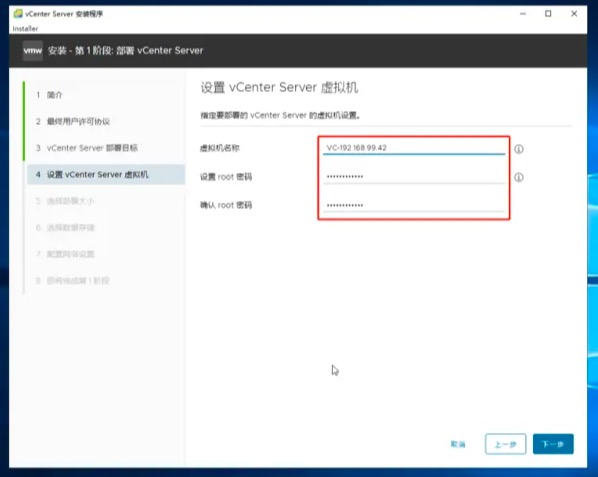 vCenter Server 安装程序
Installer
vmw 安装 - 第 1 阶段: 部署 vCenter Server
1 简介
2 最终用户许可协议
3 vCenter Server 部署目标
4 设置 vCenter Server 虚拟机
5 选择部署大小
6 选择数据存储
7 配置网络设置
8 即将完成第 1 阶段
设置 vCenter Server 虚拟机
指定要部署的 vCenter Server 的虚拟机设置。
虚拟机名称 VC-192.168.99.42
设置 root 密码 ············
确认 root 密码 ············
取消 上一步 下一步